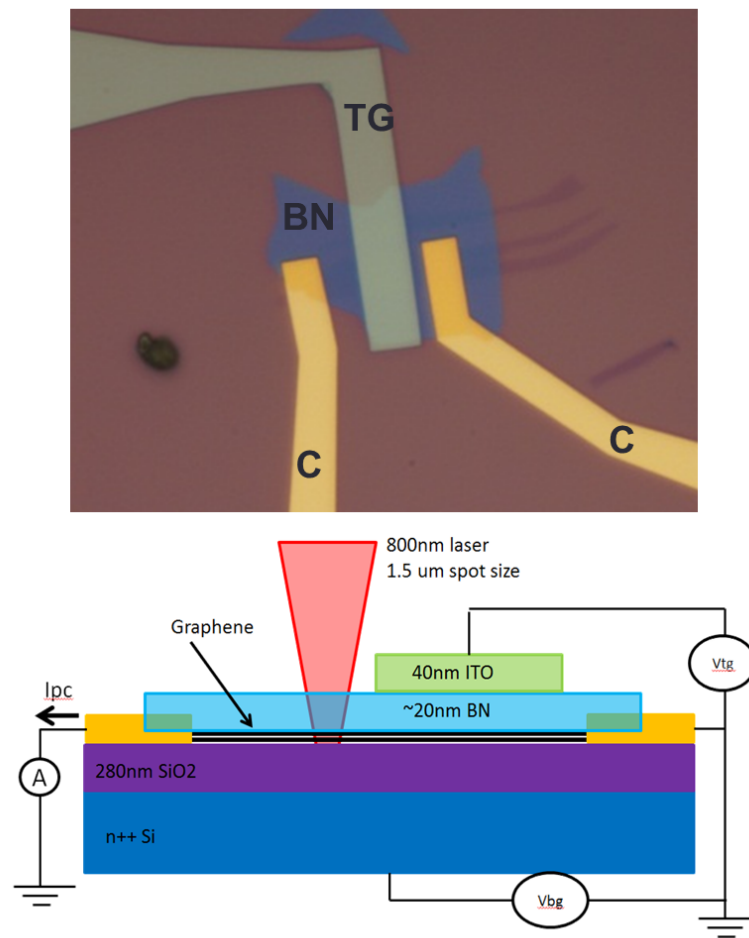 TG
BN
C
C
800nm laser
1.5 um spot size
Graphene
Ipc
40nm ITO
Vtg
~20nm BN
A
280nm SiO2
n++ Si
Vbg